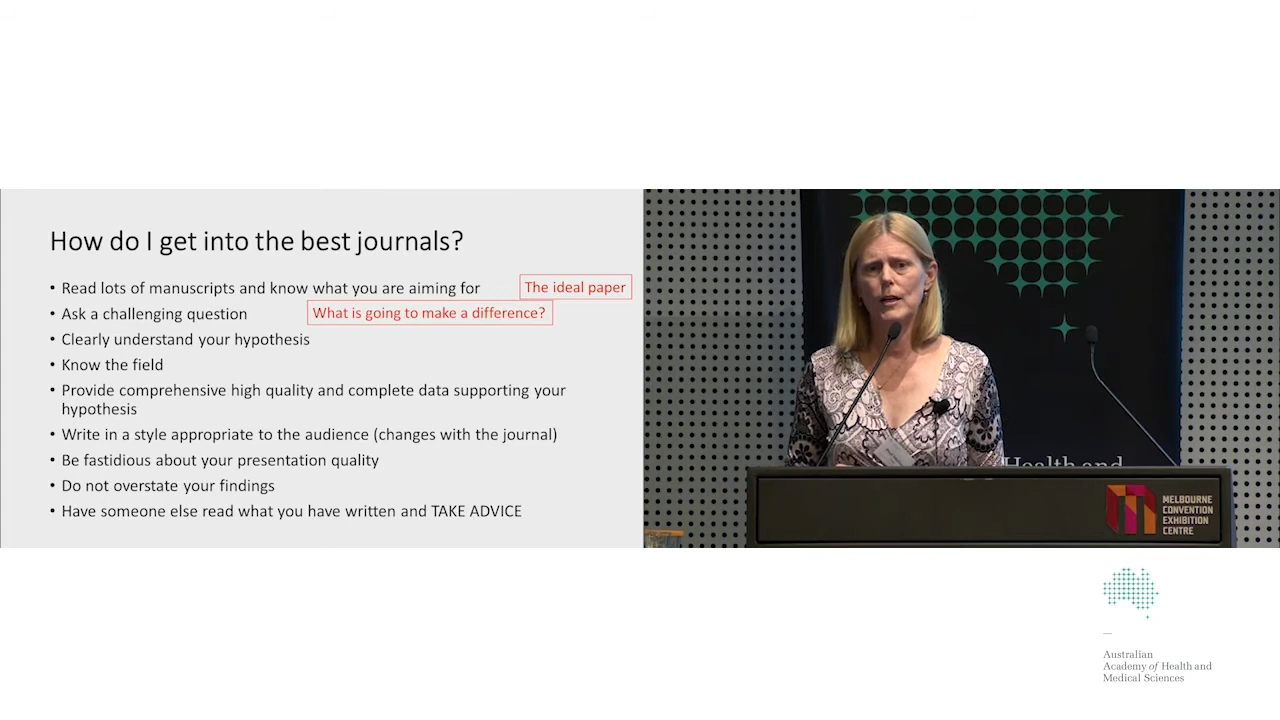 How do I get into the best journals?
• Read lots of manuscripts and know what you are aiming for
The ideal paper
• Ask a challenging question
What is going to make a difference?
• Clearly understand your hypothesis
• Know the field
• Provide comprehensive high quality and complete data supporting your
hypothesis
• Write in a style appropriate to the audience (changes with the journal)
• Be fastidious about your presentation quality
• Do not overstate your findings
• Have someone else read what you have written and TAKE ADVICE
Health and
MELBOURNE
CONVENTION
EXHIBITION
CENTRE
Australian
Academy of Health and
Medical Sciences